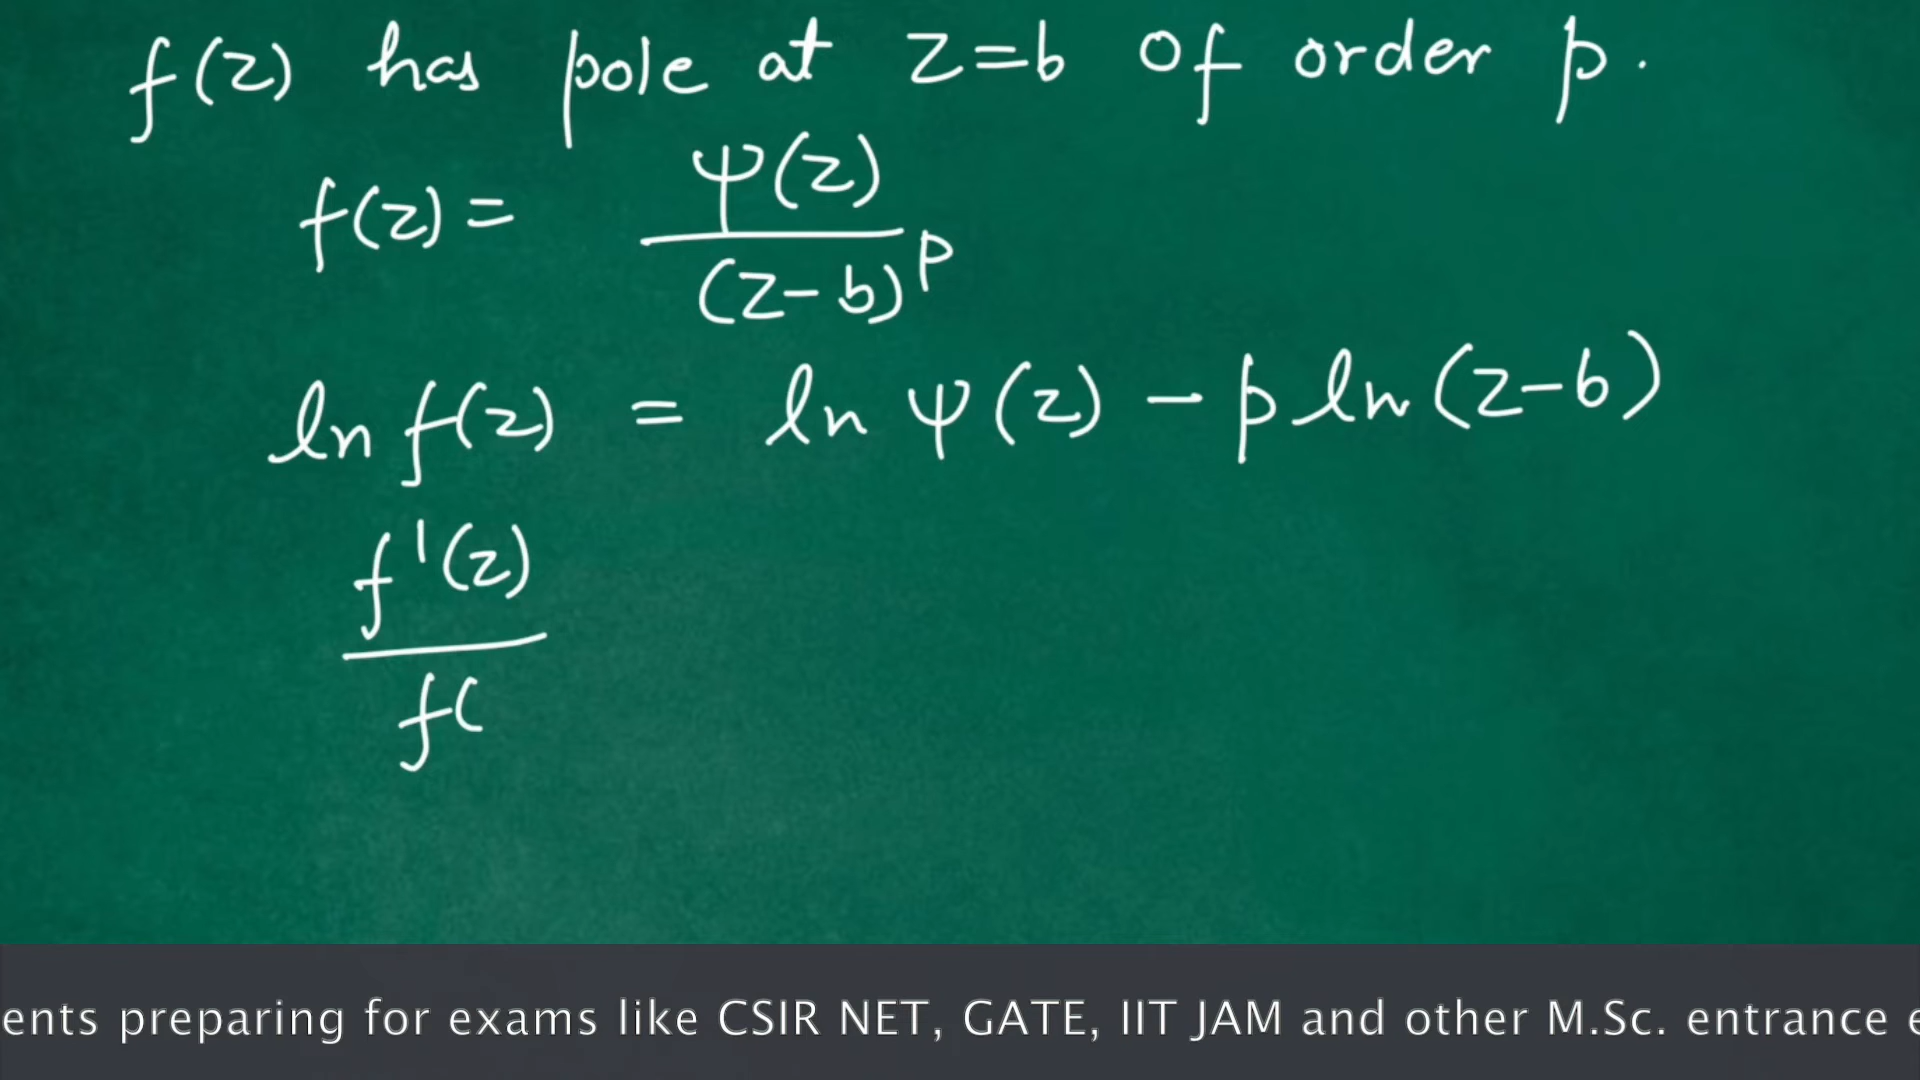 f(z) has pole at z=b of order p.
f(z) = ψ(z) / (z-b)^p
ln f(z) = ln ψ(z) - p ln (z-b)
f'(z) / f(
ents preparing for exams like CSIR NET, GATE, IIT JAM and other M.Sc. entrance e